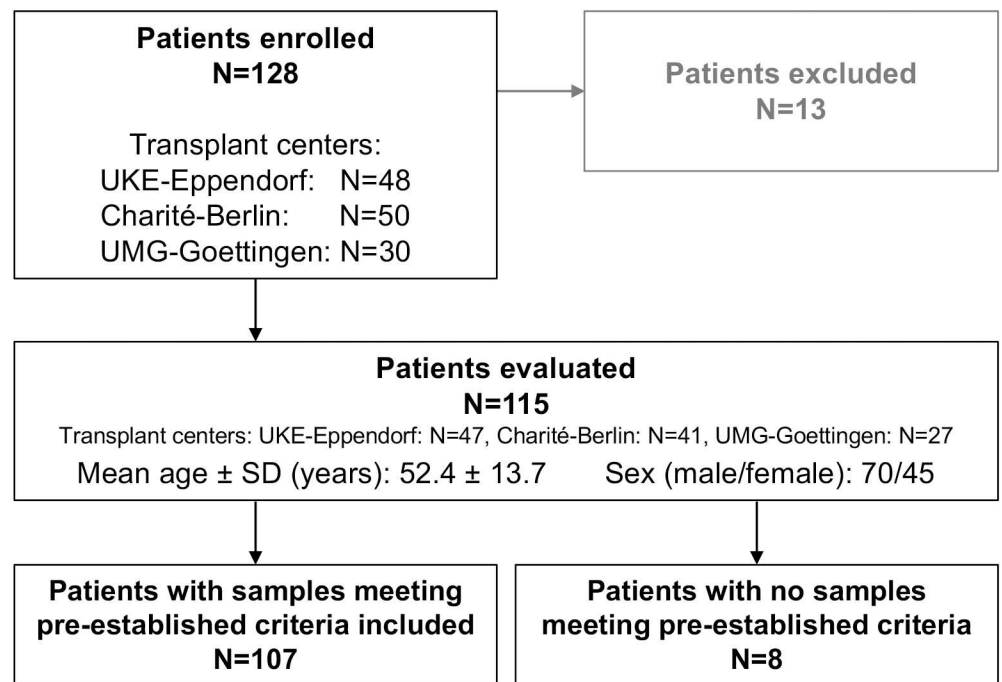 Patients enrolled
N=128
Transplant centers:
UKE-Eppendorf: N=48
Charité-Berlin: N=50
UMG-Goettingen: N=30
Patients excluded
N=13
Patients evaluated
N=115
Transplant centers: UKE-Eppendorf: N=47, Charité-Berlin: N=41, UMG-Goettingen: N=27
Mean age ± SD (years): 52.4 ± 13.7 Sex (male/female): 70/45
Patients with samples meeting
pre-established criteria included
N=107
Patients with no samples
meeting pre-established criteria
N=8